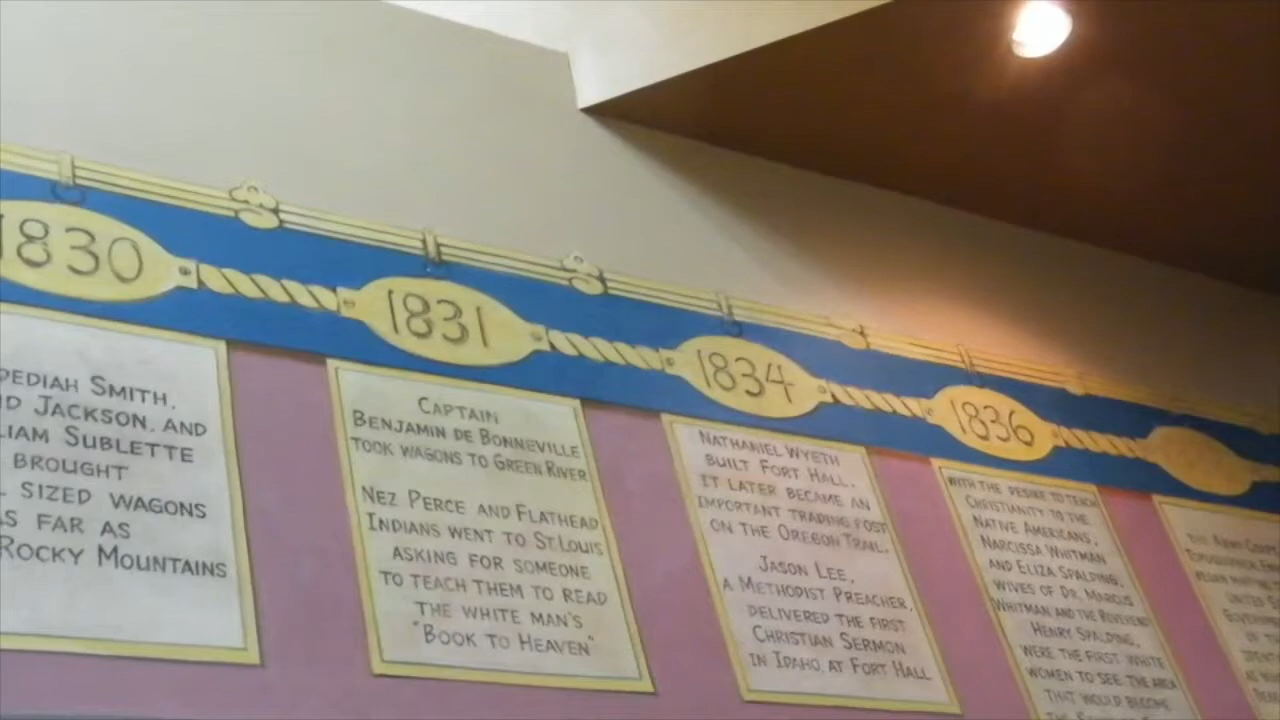 1830
PEDIAH SMITH,
ID JACKSON, AND
LIAM SUBLETTE
BROUGHT
SIZED WAGONS
AS FAR AS
ROCKY MOUNTAINS
1831
CAPTAIN
BENJAMIN DE BONNEVILLE
TOOK WAGONS TO GREEN RIVER
NEZ PERCE AND FLATHEAD
INDIANS WENT TO ST. LOUIS
ASKING FOR SOMEONE
TO TEACH THEM TO READ
THE WHITE MAN'S
"BOOK TO HEAVEN"
1834
NATHANIEL WYETH
BUILT FORT HALL.
IT LATER BECAME AN
IMPORTANT TRADING POST
ON THE OREGON TRAIL.
JASON LEE,
A METHODIST PREACHER,
DELIVERED THE FIRST
CHRISTIAN SERMON
IN IDAHO, AT FORT HALL
1836
WITH THE DESIRE TO TEACH
CHRISTIANITY TO THE
NATIVE AMERICANS,
NARCISSA WHITMAN
AND ELIZA SPALDING,
WIVES OF DR. MARCUS
WHITMAN AND THE REVEREND
HENRY SPALDING,
WERE THE FIRST WHITE
WOMEN TO SEE THE AREA
THAT WOULD BECOME
THE ARMY
UNITED